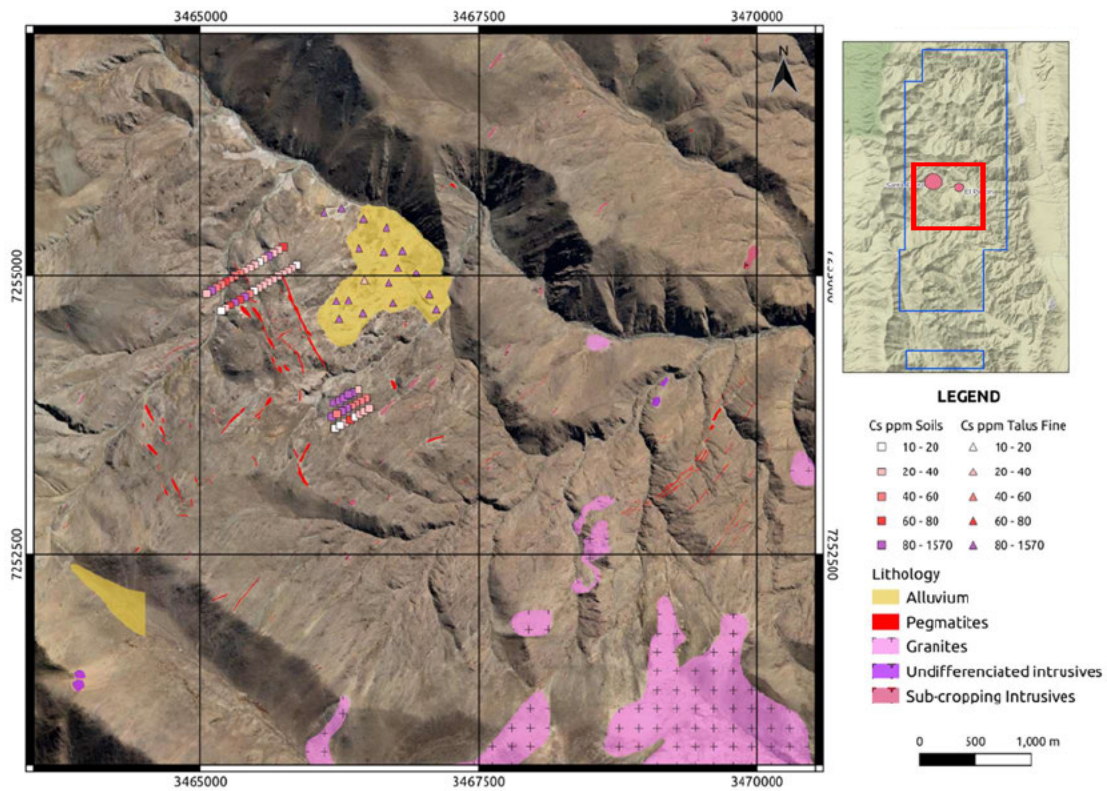 3465000 3467500 3470000
N
7255000
7252500 7252500
3465000 3467500 3470000
LEGEND
Cs ppm Soils Cs ppm Talus Fine
10 - 20 10 - 20
20 - 40 20 - 40
40 - 60 40 - 60
60 - 80 60 - 80
80 - 1570 80 - 1570
Lithology
Alluvium
Pegmatites
Granites
Undifferenciated intrusives
Sub-cropping Intrusives
0 500 1,000 m